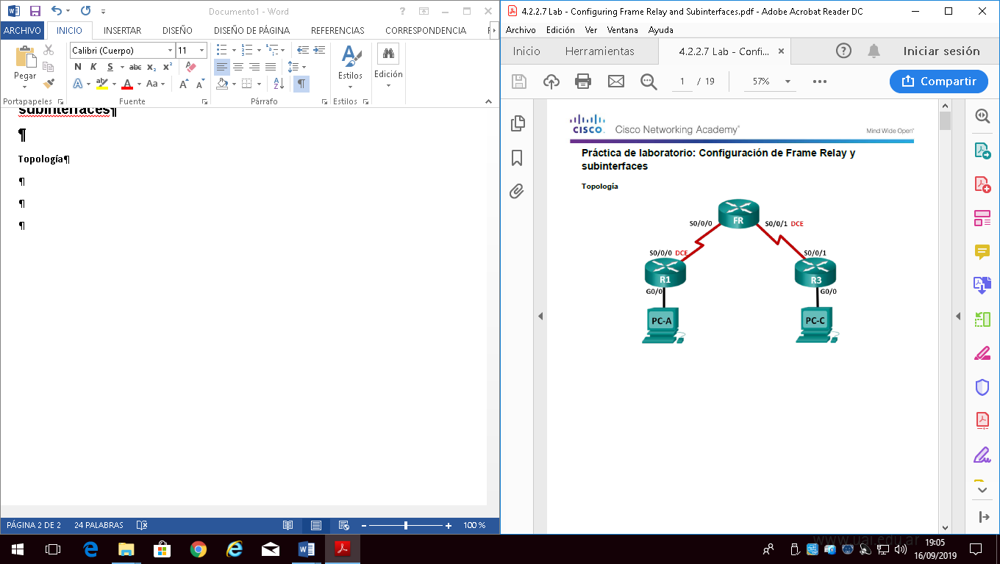 Documento1 - Word
ARCHIVO INICIO INSERTAR DISEÑO DISEÑO DE PÁGINA REFERENCIAS CORRESPONDENCIA
Calibri (Cuerpo) 11
Pegar
N K S abc x₂ x²
A ab A Aa A A
Estilos
Edición
Portapapeles Fuente Párrafo Estilos
subinterfaces¶
¶
Topología¶
¶
¶
¶
PÁGINA 2 DE 2 24 PALABRAS 100 %
4.2.2.7 Lab - Configuring Frame Relay and Subinterfaces.pdf - Adobe Acrobat Reader DC
Archivo Edición Ver Ventana Ayuda
Inicio Herramientas 4.2.2.7 Lab - Confi... × Iniciar sesión
1 / 19 57% Compartir
CISCO. Cisco Networking Academy® Mind Wide Open®
Práctica de laboratorio: Configuración de Frame Relay y
subinterfaces
Topología
FR
S0/0/0 S0/0/1 DCE
S0/0/0 DCE S0/0/1
R1 R3
G0/0 G0/0
PC-A PC-C
www.uai.edu.ar
19:05
16/09/2019